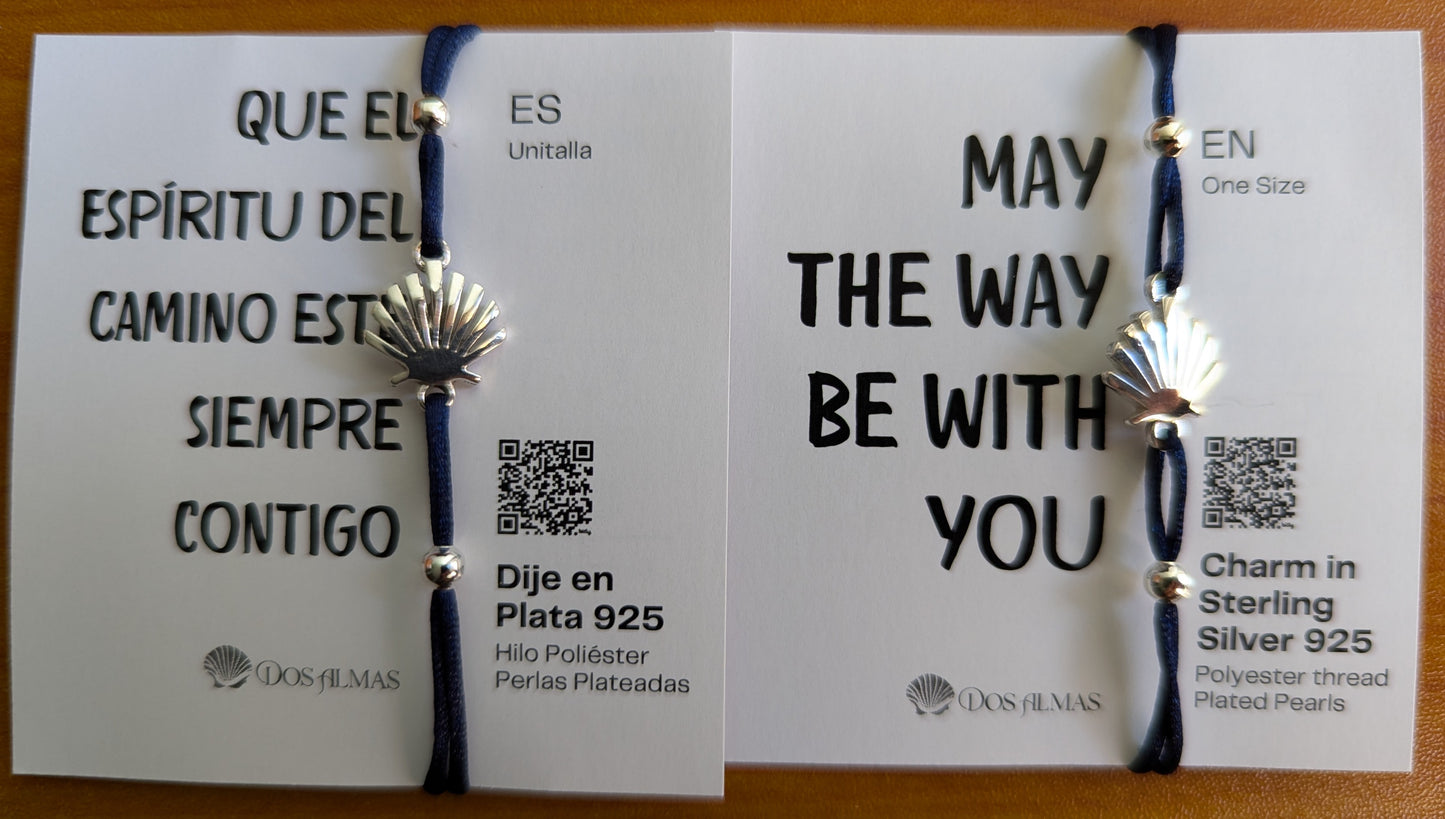 QUE EL
ESPÍRITU DEL
CAMINO EST
SIEMPRE
CONTIGO
DOS ALMAS
ES
Unitalla
Dije en
Plata 925
Hilo Poliéster
Perlas Plateadas
MAY
THE WAY
BE WITH
YOU
DOS ALMAS
EN
One Size
Charm in
Sterling
Silver 925
Polyester thread
Plated Pearls